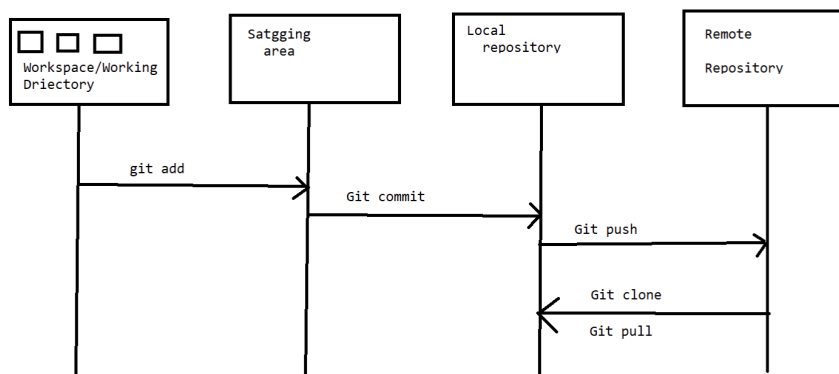 Workspace/Working
Driectory
Satgging
area
Local
repository
Remote
Repository
git add
Git commit
Git push
Git clone
Git pull